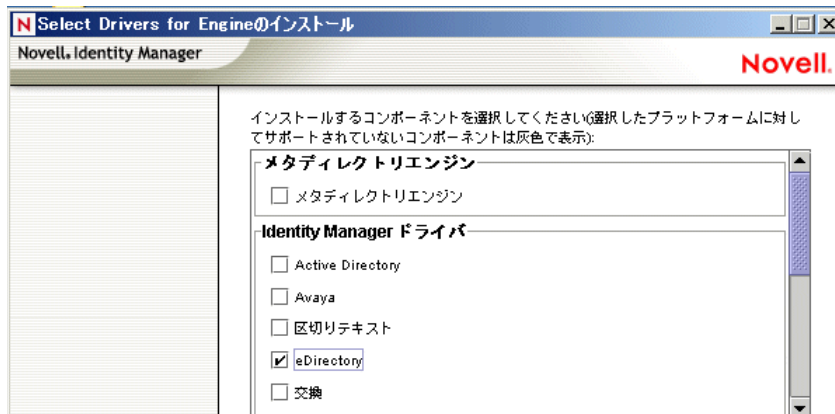 Select Drivers for Engineのインストール
Novell® Identity Manager
Novell.
インストールするコンポーネントを選択してください(選択したプラットフォームに対し
てサポートされていないコンポーネントは灰色で表示):
メタディレクトリエンジン
メタディレクトリエンジン
Identity Manager ドライバ
Active Directory
Avaya
区切りテキスト
eDirectory
交換